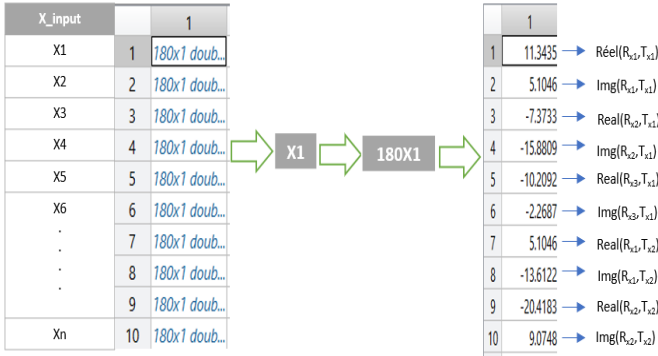 X_input 1
X1 1 180x1 doub...
X2 2 180x1 doub...
X3 3 180x1 doub...
X4 4 180x1 doub...
X5 5 180x1 doub...
X6 6 180x1 doub...
. 7 180x1 doub...
. 8 180x1 doub...
. 9 180x1 doub...
Xn 10 180x1 doub...
X1
180X1
1
1 11.3435 Réel(Rx1,Tx1)
2 5.1046 Img(Rx1,Tx1)
3 -7.3733 Real(Rx2,Tx1)
4 -15.8809 Img(Rx2,Tx1)
5 -10.2092 Real(Rx3,Tx1)
6 -2.2687 Img(Rx3,Tx1)
7 5.1046 Real(Rx1,Tx2)
8 -13.6122 Img(Rx1,Tx2)
9 -20.4183 Real(Rx2,Tx2)
10 9.0748 Img(Rx2,Tx2)